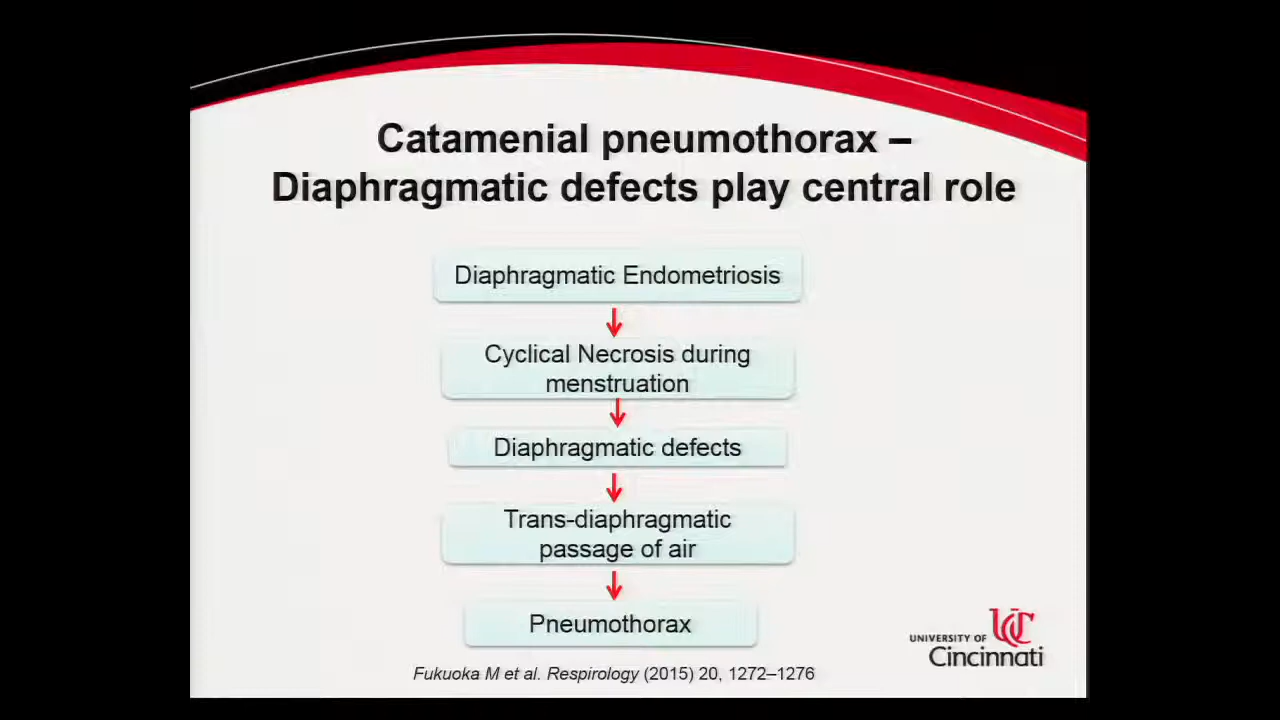 Catamenial pneumothorax –
Diaphragmatic defects play central role
Diaphragmatic Endometriosis
Cyclical Necrosis during
menstruation
Diaphragmatic defects
Trans-diaphragmatic
passage of air
Pneumothorax
UC
UNIVERSITY OF
Cincinnati
Fukuoka M et al. Respirology (2015) 20, 1272–1276